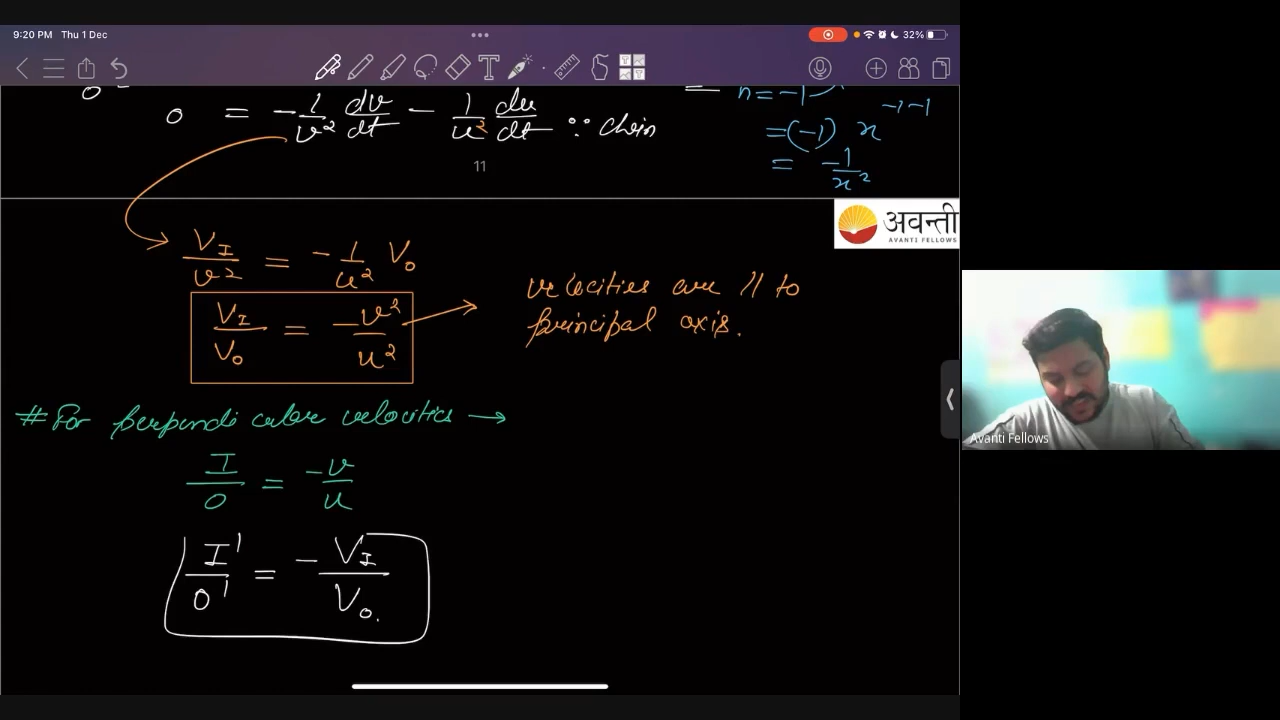 9:20 PM Thu 1 Dec
32%
0 = -1/v² dv/dt - 1/u² du/dt ∵ chain
n = -1
= (-1) x^(-1-1)
= -1/x²
11
अवन्ती
AVANTI FELLOWS
V_I/v² = -1/u² V_o
V_I/V_o = -v²/u² → velocities are // to
principal axis.
# For perpendicular velocities →
I/O = -v/u
I'/O' = -V_I/V_o.
Avanti Fellows